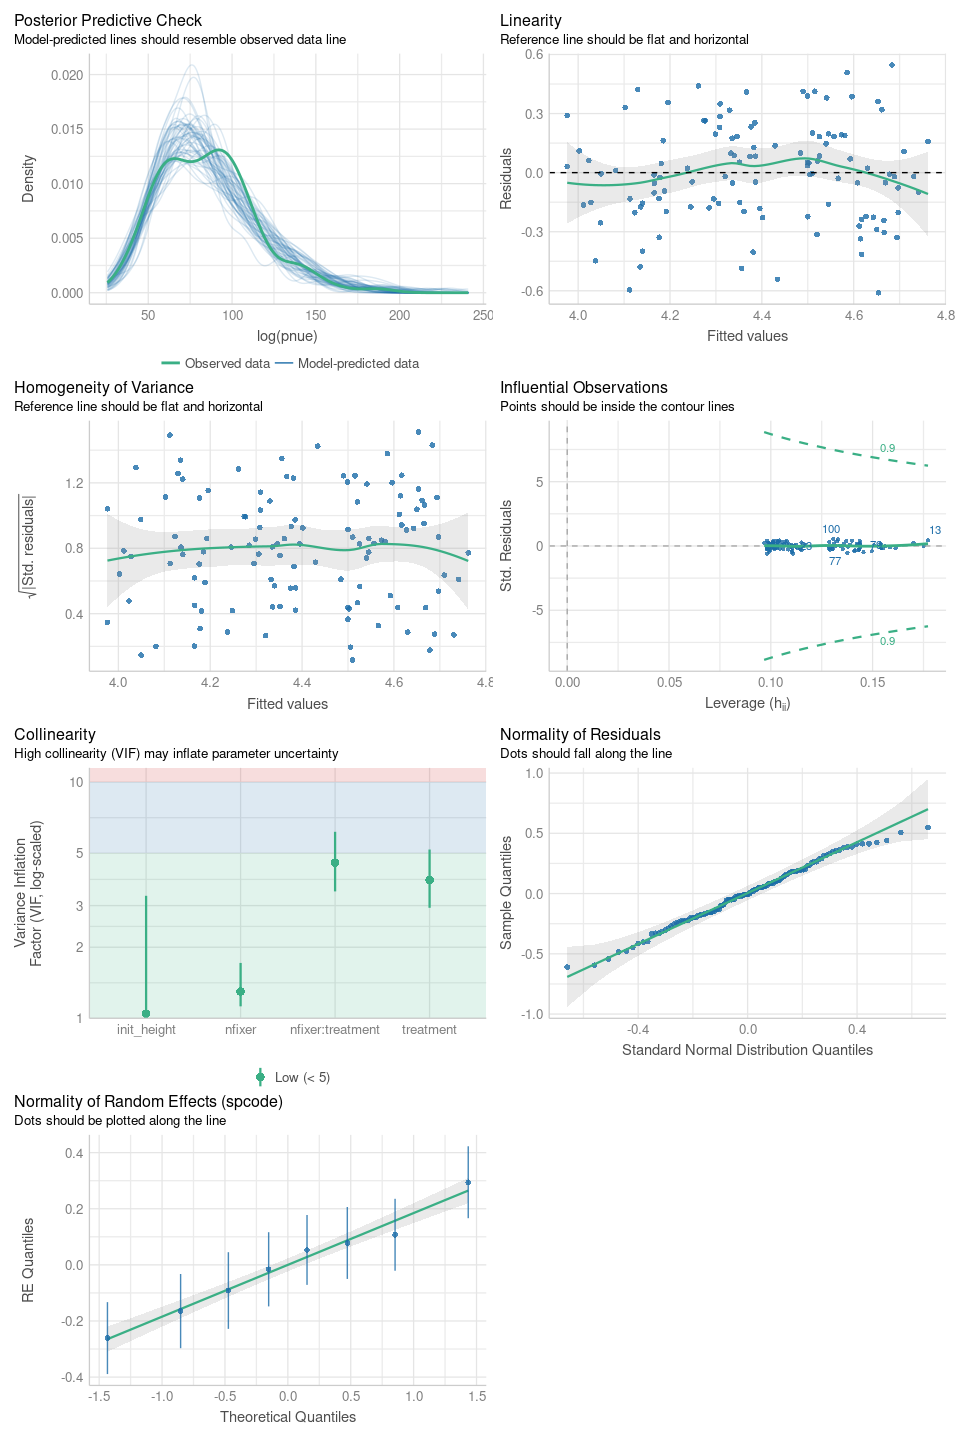 Posterior Predictive Check
Model-predicted lines should resemble observed data line
0.020
0.015
0.010
0.005
0.000
Density
50
100
150
200
250
log(pnue)
Observed data
Model-predicted data
Linearity
Reference line should be flat and horizontal
0.6
0.3
0.0
-0.3
-0.6
Residuals
4.0
4.2
4.4
4.6
4.8
Fitted values
Homogeneity of Variance
Reference line should be flat and horizontal
1.2
0.8
0.4
√|Std. residuals|
4.0
4.2
4.4
4.6
4.8
Fitted values
Influential Observations
Points should be inside the contour lines
0.9
5
0
-5
Std. Residuals
100
13
77
0.9
0.00
0.05
0.10
0.15
Leverage (hii)
Collinearity
High collinearity (VIF) may inflate parameter uncertainty
10
5
3
2
1
Variance Inflation
Factor (VIF, log-scaled)
init_height
nfixer
nfixer:treatment
treatment
Low (< 5)
Normality of Residuals
Dots should fall along the line
1.0
0.5
0.0
-0.5
-1.0
Sample Quantiles
-0.4
0.0
0.4
Standard Normal Distribution Quantiles
Normality of Random Effects (spcode)
Dots should be plotted along the line
0.4
0.2
0.0
-0.2
-0.4
RE Quantiles
-1.5
-1.0
-0.5
0.0
0.5
1.0
1.5
Theoretical Quantiles